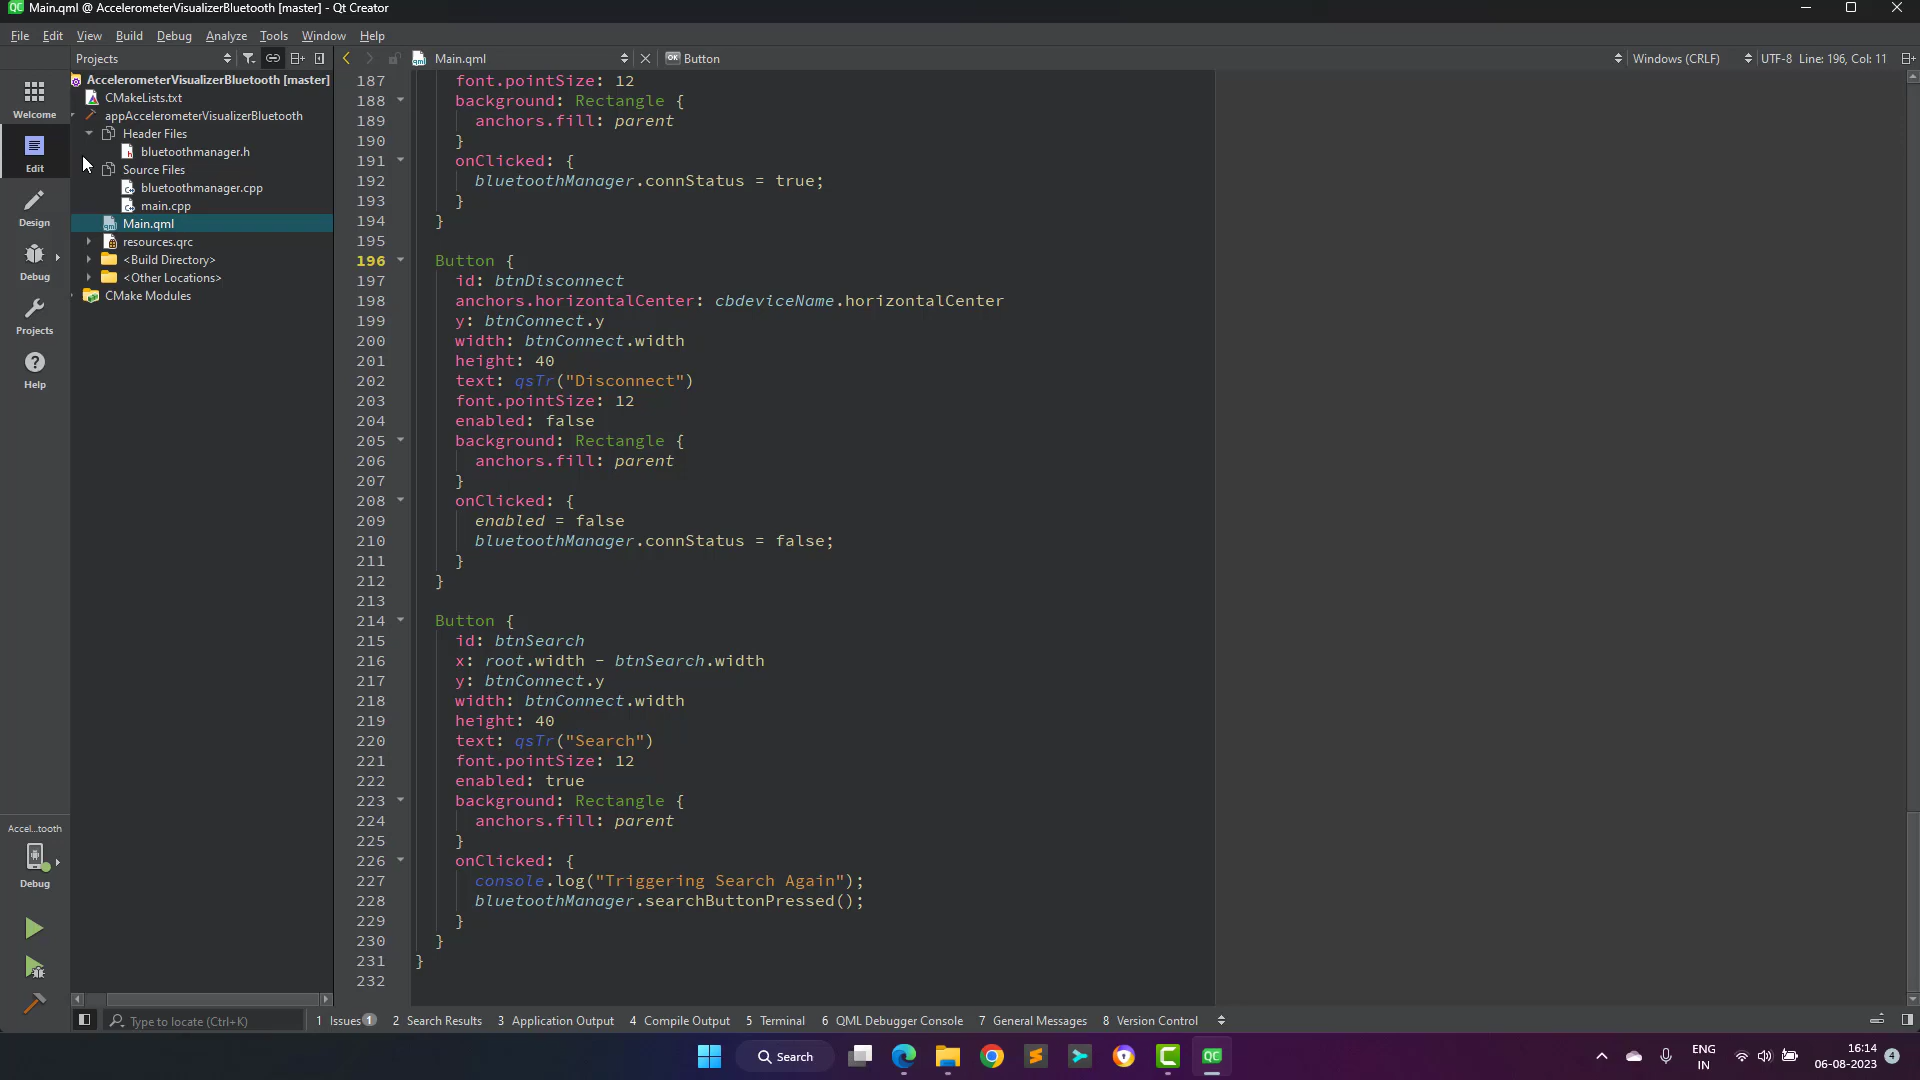 Main.qml @ AccelerometerVisualizerBluetooth [master] - Qt Creator
File Edit View Build Debug Analyze Tools Window Help
Projects Main.qml Button Windows (CRLF) UTF-8 Line: 196, Col: 11
Welcome
Edit
Design
Debug
Projects
Help
Accel...tooth
Debug
AccelerometerVisualizerBluetooth [master]
CMakeLists.txt
appAccelerometerVisualizerBluetooth
Header Files
bluetoothmanager.h
Source Files
bluetoothmanager.cpp
main.cpp
Main.qml
resources.qrc
<Build Directory>
<Other Locations>
CMake Modules
187 font.pointSize: 12
188 background: Rectangle {
189 anchors.fill: parent
190 }
191 onClicked: {
192 bluetoothManager.connStatus = true;
193 }
194 }
195
196 Button {
197 id: btnDisconnect
198 anchors.horizontalCenter: cbdeviceName.horizontalCenter
199 y: btnConnect.y
200 width: btnConnect.width
201 height: 40
202 text: qsTr("Disconnect")
203 font.pointSize: 12
204 enabled: false
205 background: Rectangle {
206 anchors.fill: parent
207 }
208 onClicked: {
209 enabled = false
210 bluetoothManager.connStatus = false;
211 }
212 }
213
214 Button {
215 id: btnSearch
216 x: root.width - btnSearch.width
217 y: btnConnect.y
218 width: btnConnect.width
219 height: 40
220 text: qsTr("Search")
221 font.pointSize: 12
222 enabled: true
223 background: Rectangle {
224 anchors.fill: parent
225 }
226 onClicked: {
227 console.log("Triggering Search Again");
228 bluetoothManager.searchButtonPressed();
229 }
230 }
231 }
232
Type to locate (Ctrl+K) 1 Issues 1 2 Search Results 3 Application Output 4 Compile Output 5 Terminal 6 QML Debugger Console 7 General Messages 8 Version Control
Search
ENG
IN
16:14
06-08-2023
4